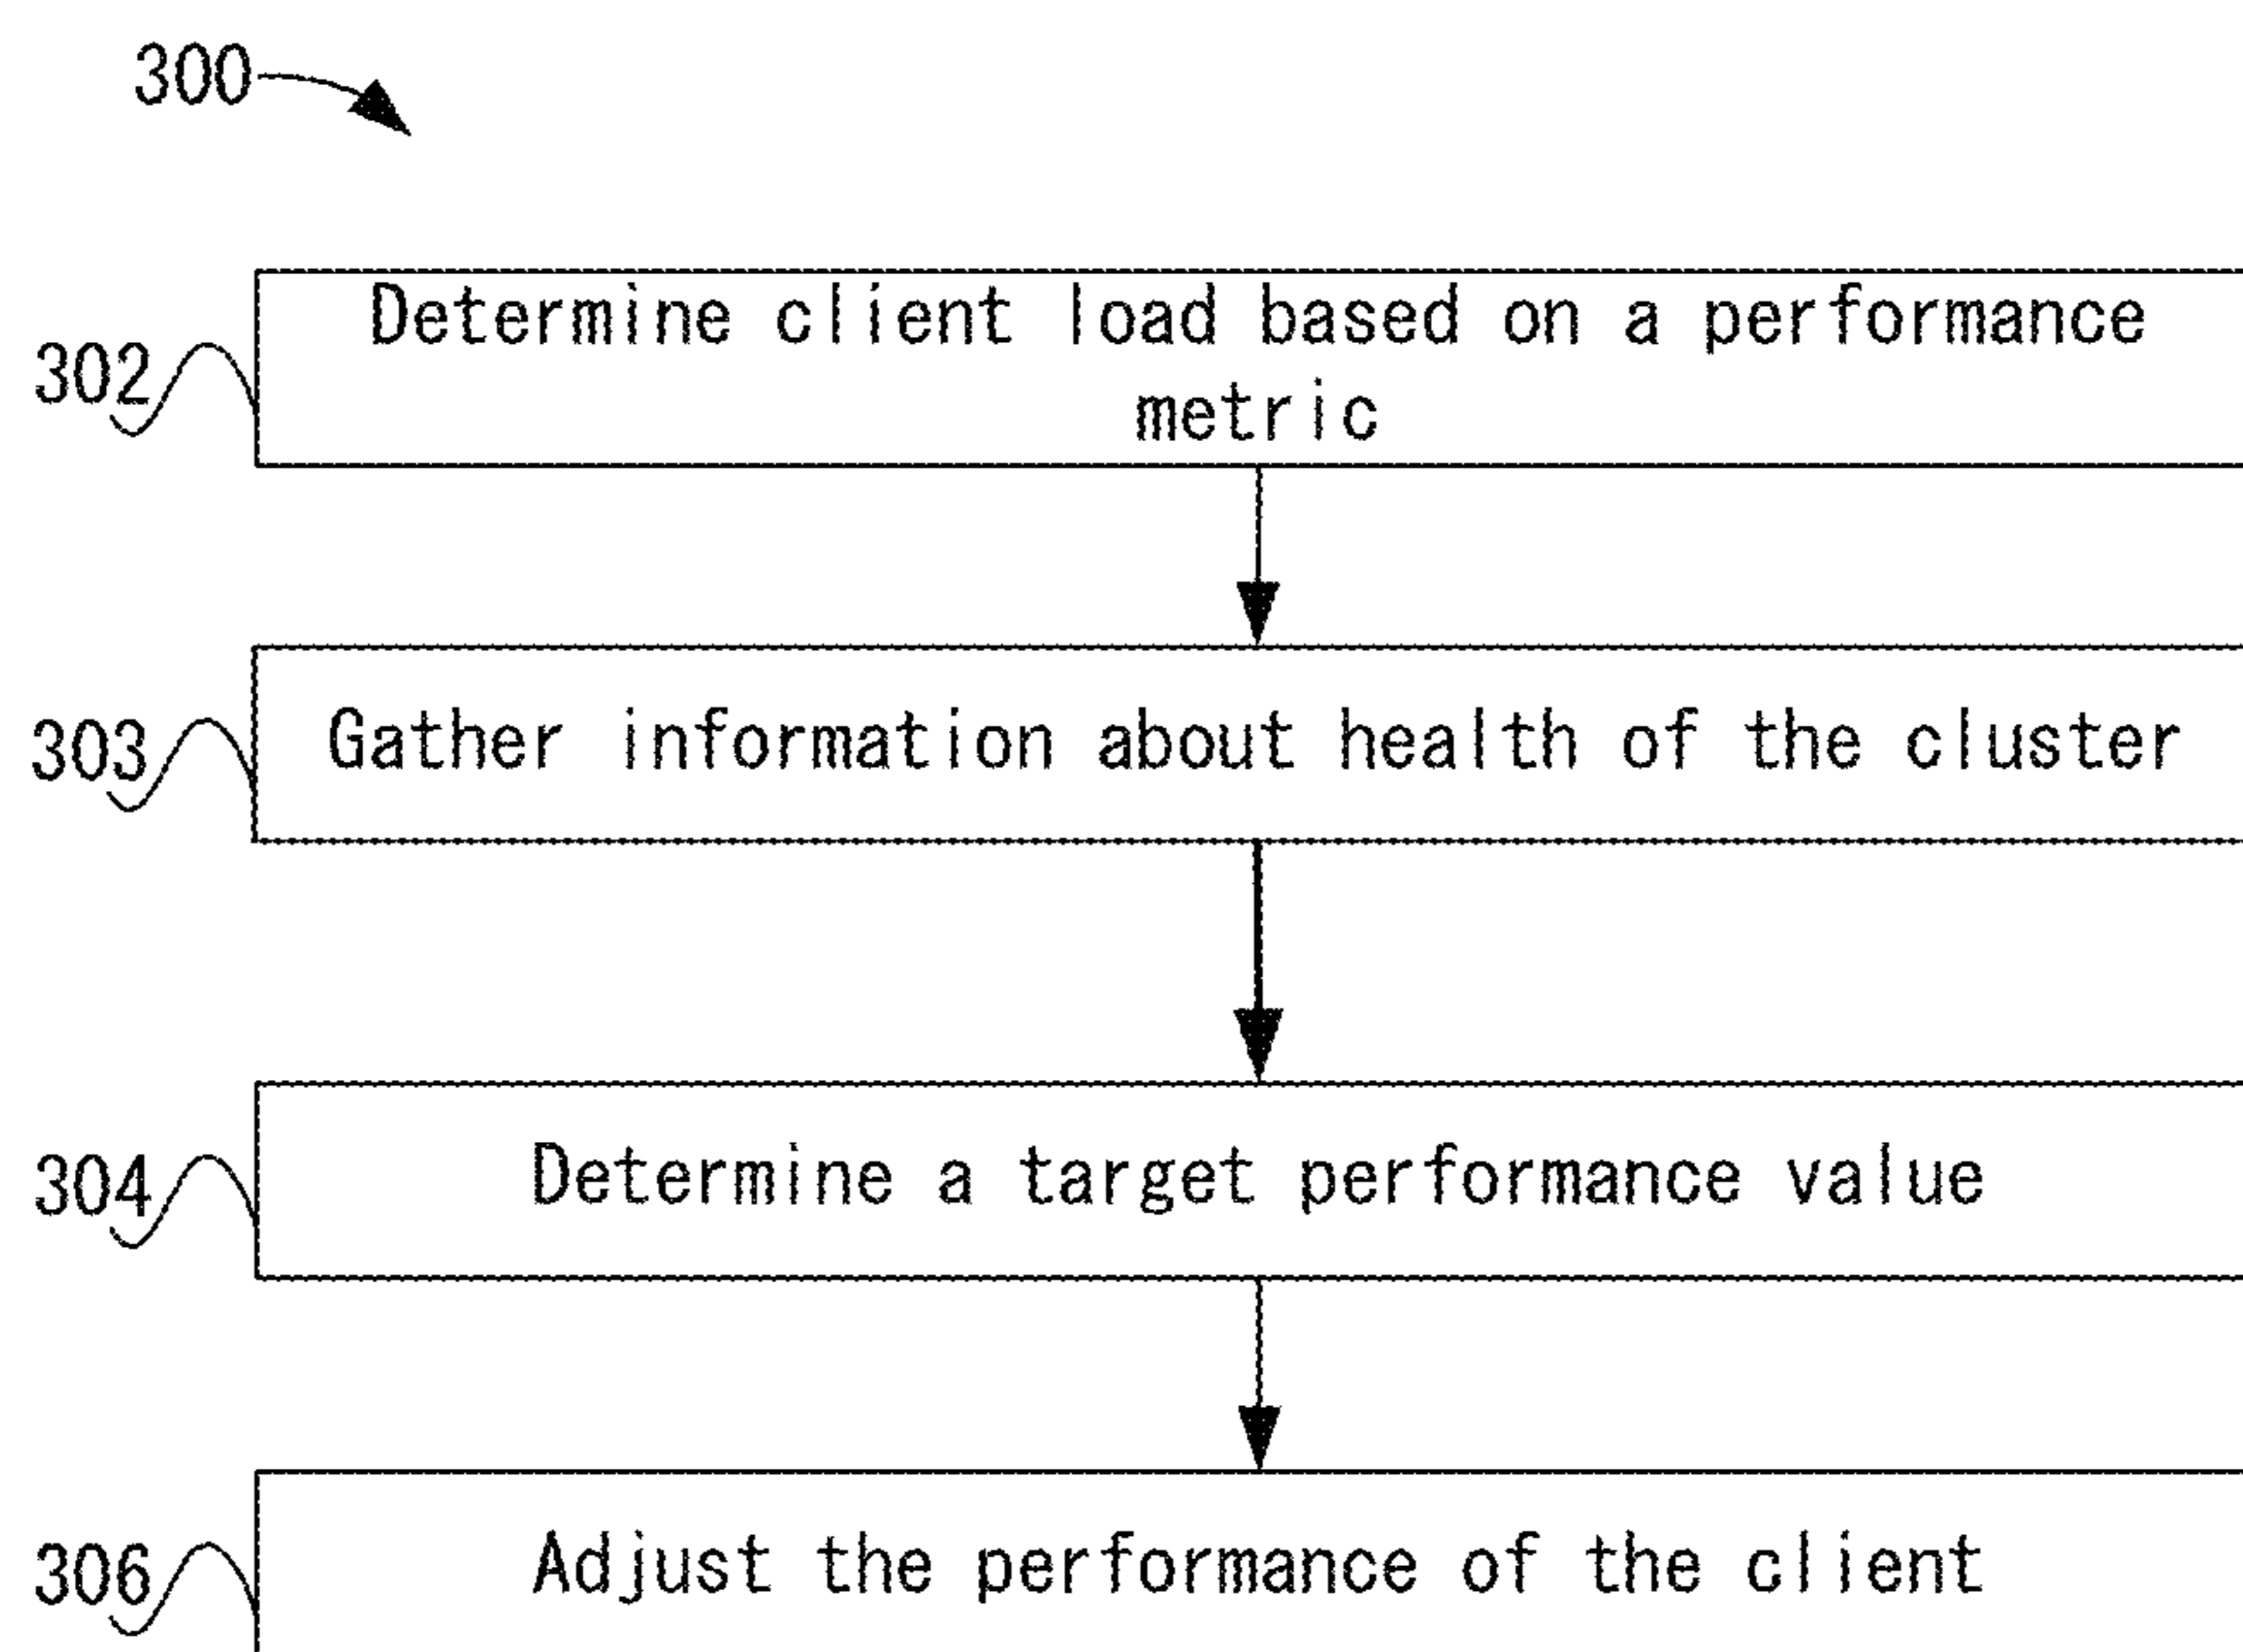 300
Determine client load based on a performance
metric
302
Gather information about health of the cluster
303
Determine a target performance value
304
Adjust the performance of the client
306